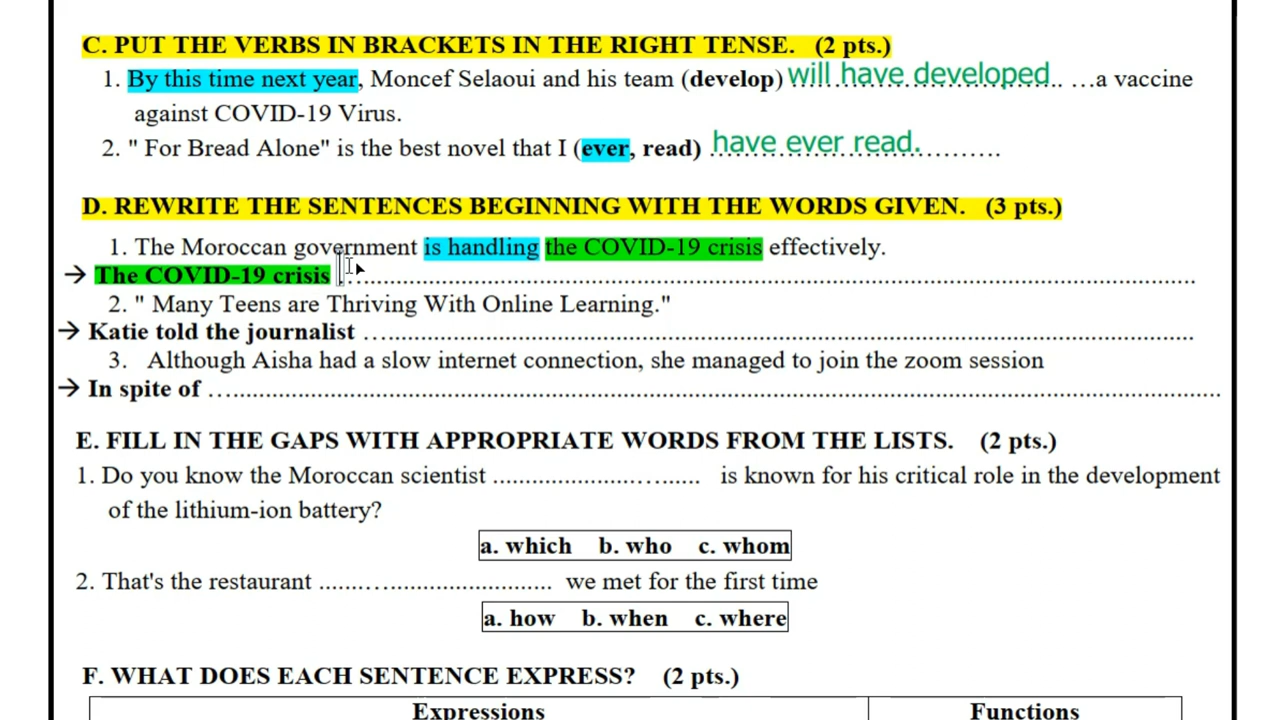 C. PUT THE VERBS IN BRACKETS IN THE RIGHT TENSE. (2 pts.)
1. By this time next year, Moncef Selaoui and his team (develop) will have developed ...a vaccine
against COVID-19 Virus.
2. " For Bread Alone" is the best novel that I (ever, read) have ever read. ............
D. REWRITE THE SENTENCES BEGINNING WITH THE WORDS GIVEN. (3 pts.)
1. The Moroccan government is handling the COVID-19 crisis effectively.
→ The COVID-19 crisis ................................................
2. " Many Teens are Thriving With Online Learning."
→ Katie told the journalist ................................................
3. Although Aisha had a slow internet connection, she managed to join the zoom session
→ In spite of ................................................
E. FILL IN THE GAPS WITH APPROPRIATE WORDS FROM THE LISTS. (2 pts.)
1. Do you know the Moroccan scientist ................................ is known for his critical role in the development
of the lithium-ion battery?
a. which b. who c. whom
2. That's the restaurant ................................... we met for the first time
a. how b. when c. where
F. WHAT DOES EACH SENTENCE EXPRESS? (2 pts.)
Expressions Functions